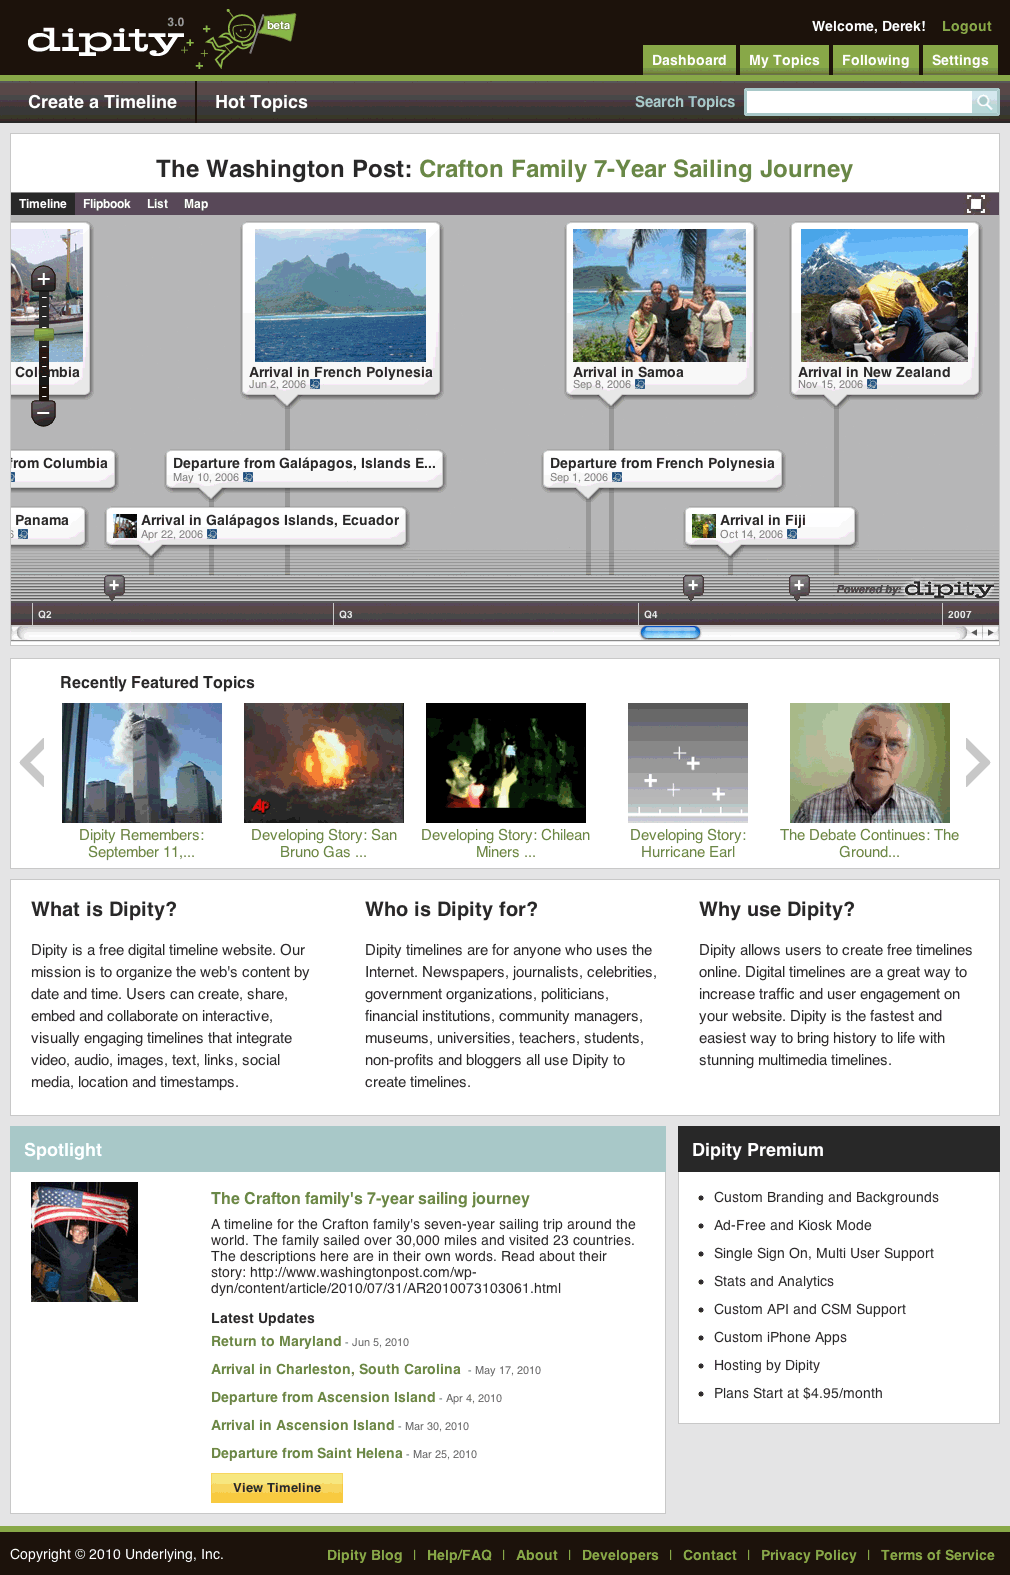 dipity 3.0
beta
Welcome, Derek! Logout
Dashboard My Topics Following Settings
Create a Timeline Hot Topics Search Topics
The Washington Post: Crafton Family 7-Year Sailing Journey
Timeline Flipbook List Map
Arrival in French Polynesia
Jun 2, 2006
Arrival in Samoa
Sep 8, 2006
Arrival in New Zealand
Nov 15, 2006
from Columbia
Departure from Galápagos, Islands E...
May 10, 2006
Departure from French Polynesia
Sep 1, 2006
Panama
Arrival in Galápagos Islands, Ecuador
Apr 22, 2006
Arrival in Fiji
Oct 14, 2006
Powered by: dipity
Q2 Q3 Q4 2007
Recently Featured Topics
AP
Dipity Remembers:
September 11,...
Developing Story: San
Bruno Gas ...
Developing Story: Chilean
Miners ...
Developing Story:
Hurricane Earl
The Debate Continues: The
Ground...
What is Dipity?
Dipity is a free digital timeline website. Our
mission is to organize the web's content by
date and time. Users can create, share,
embed and collaborate on interactive,
visually engaging timelines that integrate
video, audio, images, text, links, social
media, location and timestamps.
Who is Dipity for?
Dipity timelines are for anyone who uses the
Internet. Newspapers, journalists, celebrities,
government organizations, politicians,
financial institutions, community managers,
museums, universities, teachers, students,
non-profits and bloggers all use Dipity to
create timelines.
Why use Dipity?
Dipity allows users to create free timelines
online. Digital timelines are a great way to
increase traffic and user engagement on
your website. Dipity is the fastest and
easiest way to bring history to life with
stunning multimedia timelines.
Spotlight
The Crafton family's 7-year sailing journey
A timeline for the Crafton family's seven-year sailing trip around the
world. The family sailed over 30,000 miles and visited 23 countries.
The descriptions here are in their own words. Read about their
story: http://www.washingtonpost.com/wp-
dyn/content/article/2010/07/31/AR2010073103061.html
Latest Updates
Return to Maryland - Jun 5, 2010
Arrival in Charleston, South Carolina - May 17, 2010
Departure from Ascension Island - Apr 4, 2010
Arrival in Ascension Island - Mar 30, 2010
Departure from Saint Helena - Mar 25, 2010
View Timeline
Dipity Premium
• Custom Branding and Backgrounds
• Ad-Free and Kiosk Mode
• Single Sign On, Multi User Support
• Stats and Analytics
• Custom API and CSM Support
• Custom iPhone Apps
• Hosting by Dipity
• Plans Start at $4.95/month
Copyright © 2010 Underlying, Inc.
Dipity Blog | Help/FAQ | About | Developers | Contact | Privacy Policy | Terms of Service